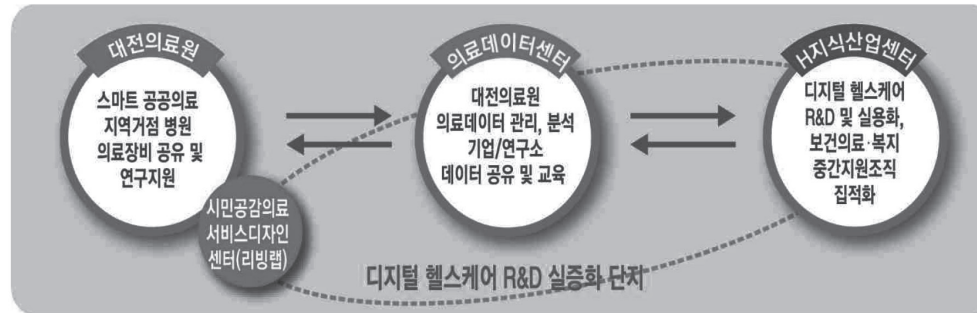 대전의료원
스마트 공공의료
지역거점 병원
의료장비 공유 및
연구지원
시민공감의료
서비스디자인
센터(리빙랩)
의료데이터센터
대전의료원
의료데이터 관리, 분석
기업/연구소
데이터 공유 및 교육
H지식산업센터
디지털 헬스케어
R&D 및 실용화,
보건의료·복지
중간지원조직
집적화
디지털 헬스케어 R&D 실증화 단지